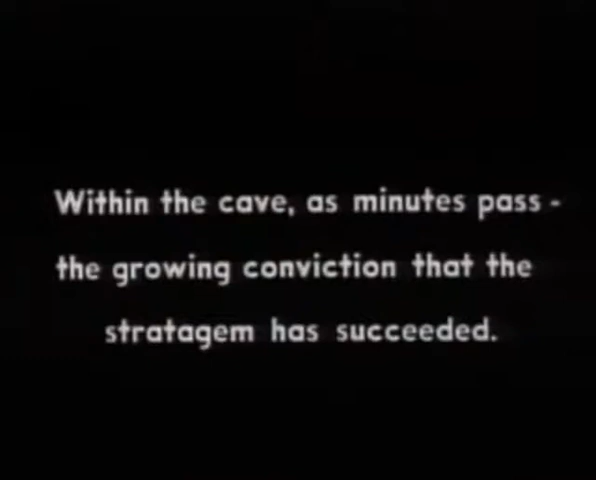 Within the cave, as minutes pass -
the growing conviction that the
stratagem has succeeded.